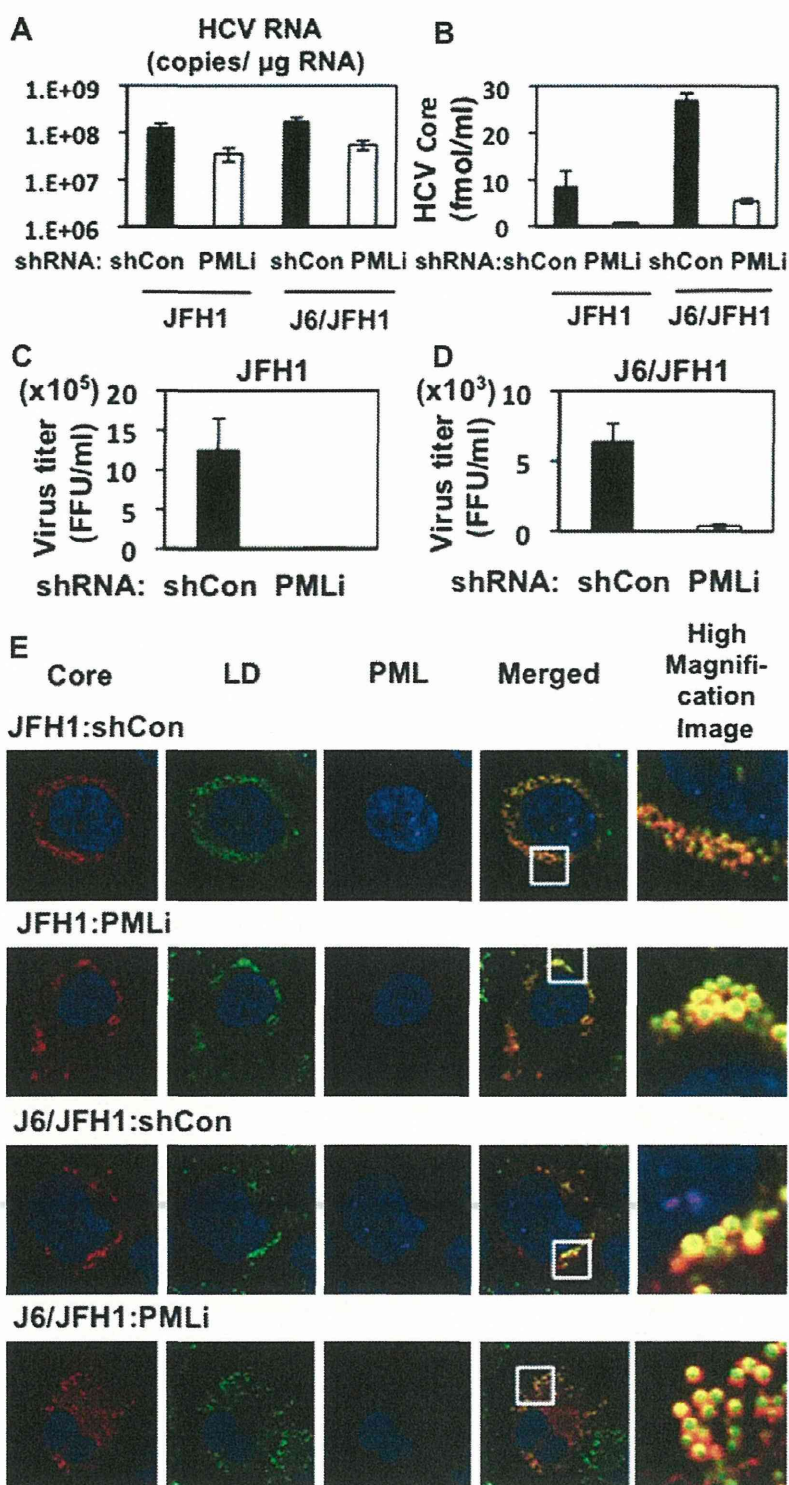 A
HCV RNA
(copies/ µg RNA)
1.E+09
1.E+08
1.E+07
1.E+06
shRNA: shCon PMLi shCon PMLi
JFH1 J6/JFH1
B
HCV Core
(fmol/ml)
30
20
10
0
shRNA:shCon PMLi shCon PMLi
JFH1 J6/JFH1
C
JFH1
(x10⁵)
20
15
10
5
0
Virus titer
(FFU/ml)
shRNA: shCon PMLi
D
J6/JFH1
(x10³)
10
5
0
Virus titer
(FFU/ml)
shRNA: shCon PMLi
E
Core LD PML Merged
High
Magnifi-
cation
Image
JFH1:shCon
JFH1:PMLi
J6/JFH1:shCon
J6/JFH1:PMLi